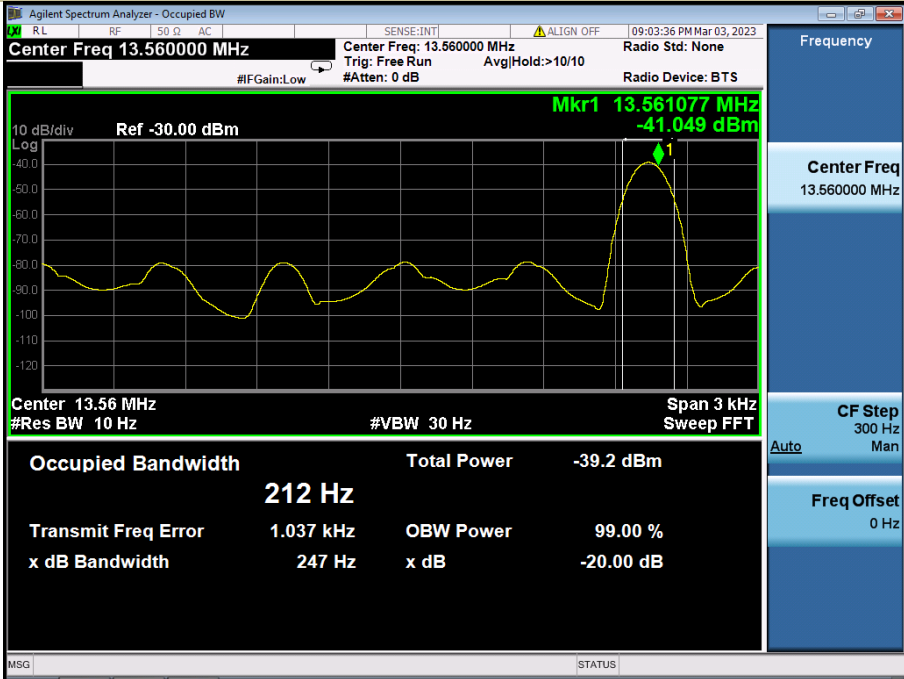 Agilent Spectrum Analyzer - Occupied BW
LXI RL RF 50 Ω AC SENSE:INT ALIGN OFF 09:03:36 PM Mar 03, 2023
Center Freq 13.560000 MHz
Center Freq: 13.560000 MHz
Radio Std: None
Trig: Free Run
Avg|Hold:>10/10
#IFGain:Low
#Atten: 0 dB
Radio Device: BTS
Mkr1 13.561077 MHz
-41.049 dBm
10 dB/div
Ref -30.00 dBm
Log
1
-40.0
-50.0
-60.0
-70.0
-80.0
-90.0
-100
-110
-120
Center 13.56 MHz
Span 3 kHz
#Res BW 10 Hz
#VBW 30 Hz
Sweep FFT
Occupied Bandwidth
Total Power
-39.2 dBm
212 Hz
Transmit Freq Error
1.037 kHz
OBW Power
99.00 %
x dB Bandwidth
247 Hz
x dB
-20.00 dB
MSG
STATUS
Frequency
Center Freq
13.560000 MHz
CF Step
300 Hz
Auto Man
Freq Offset
0 Hz